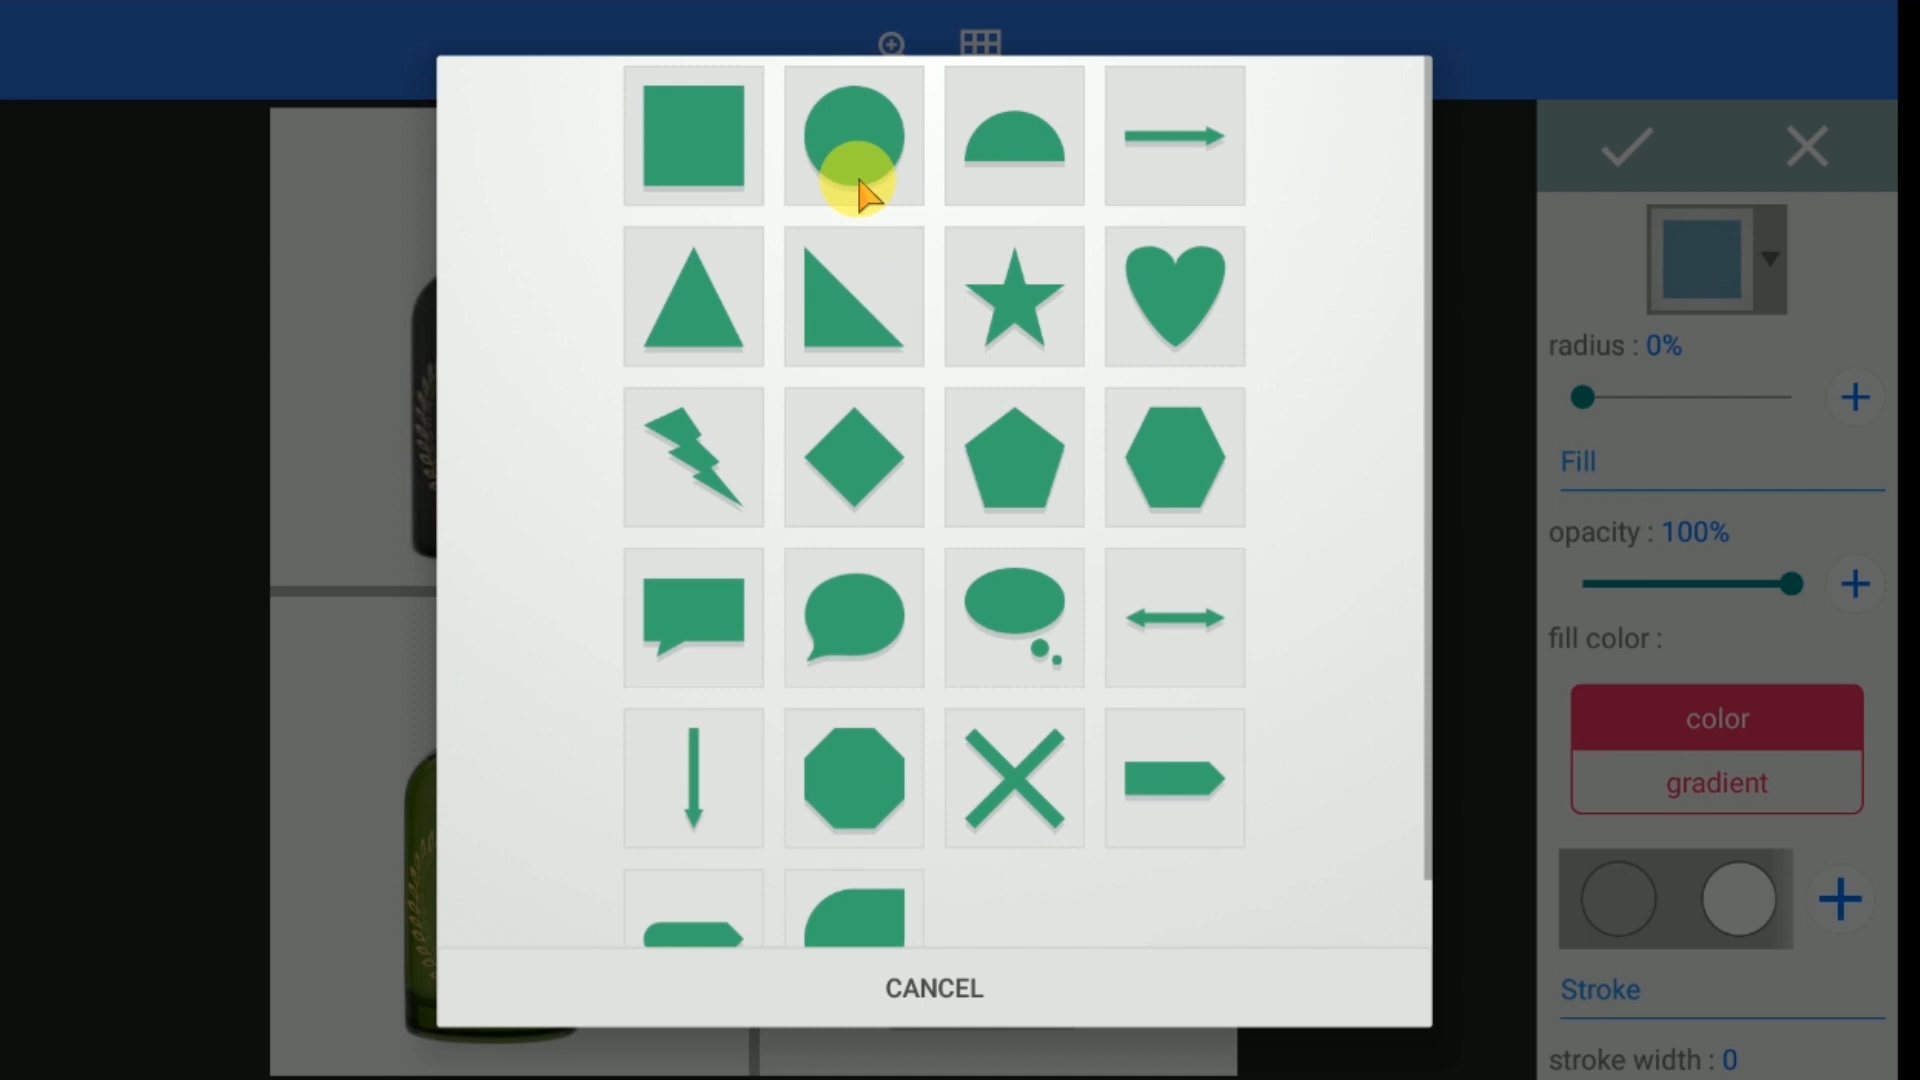 radius : 0%
Fill
opacity : 100%
fill color :
color
gradient
Stroke
stroke width : 0
CANCEL